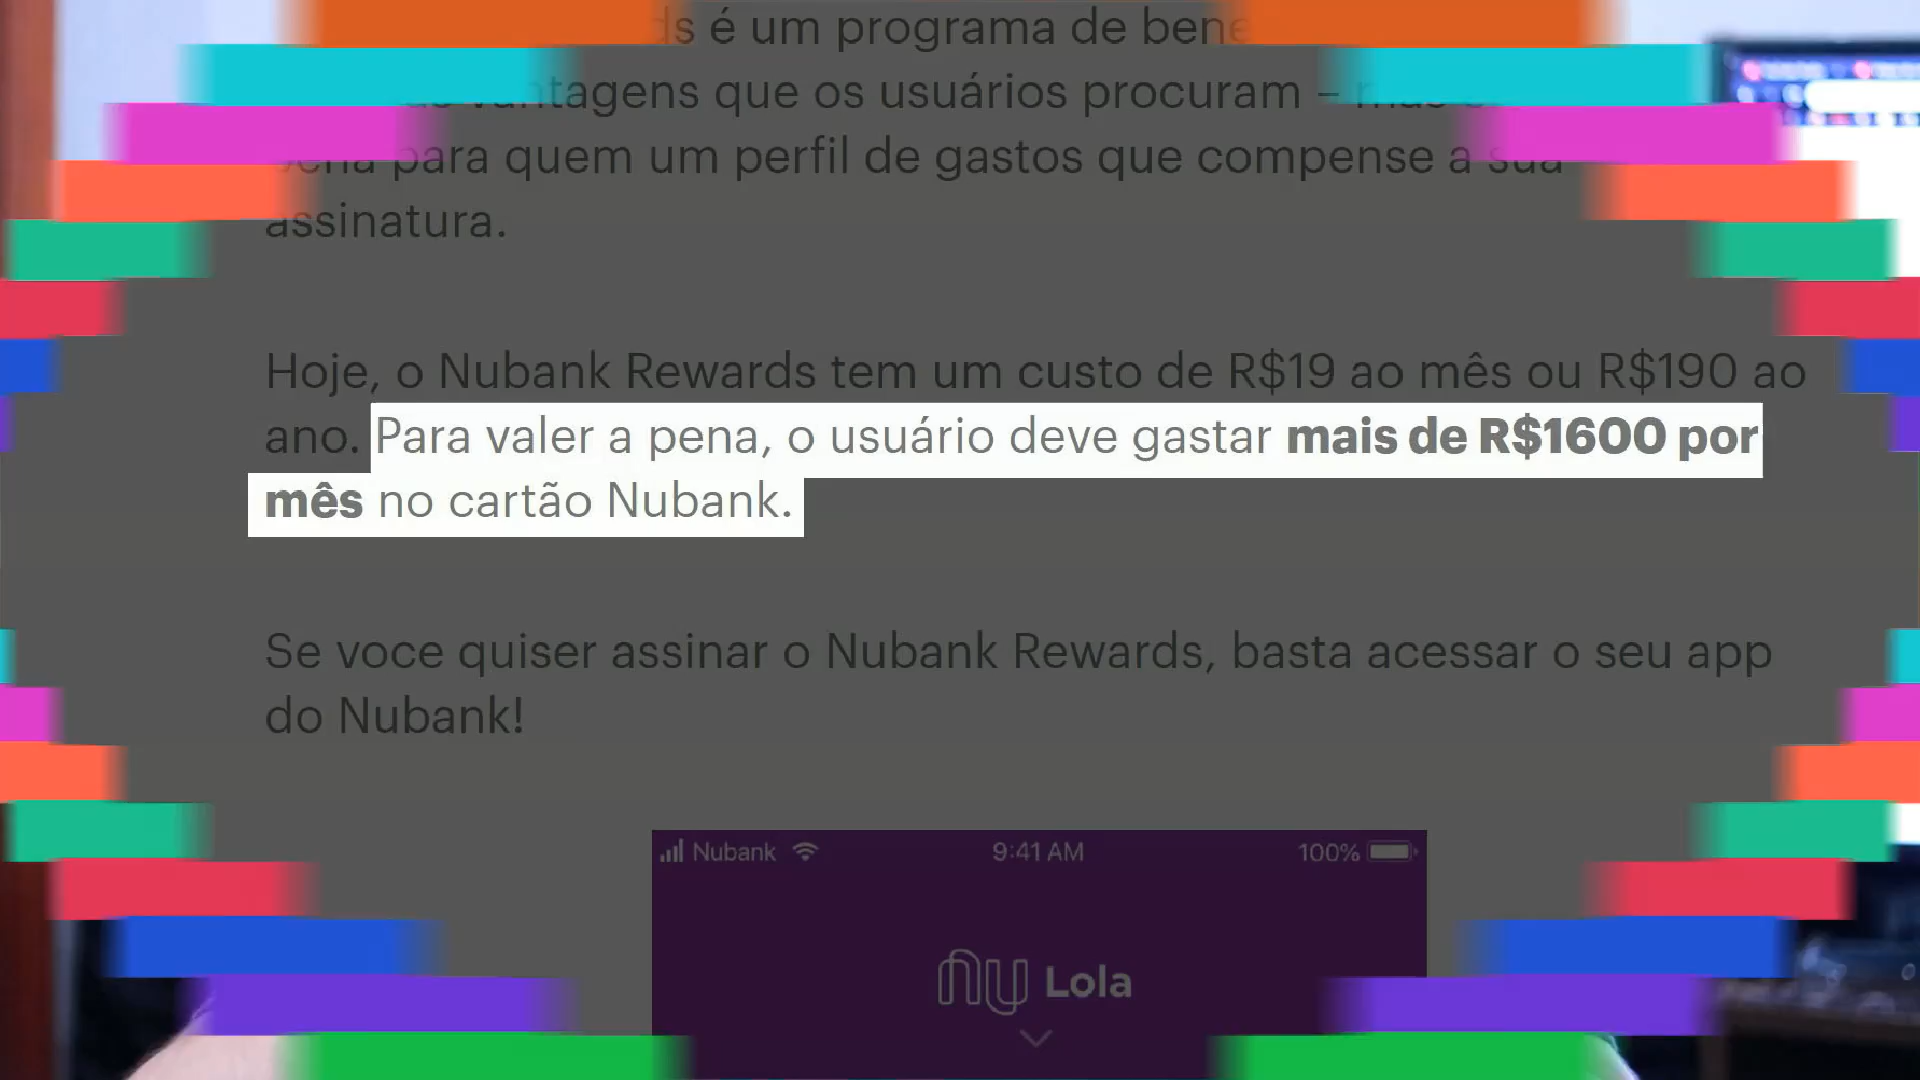 é um programa de
vantagens que os usuários procuram –
para quem um perfil de gastos que compense a sua
assinatura.
Hoje, o Nubank Rewards tem um custo de R$19 ao mês ou R$190 ao
ano. Para valer a pena, o usuário deve gastar mais de R$1600 por
mês no cartão Nubank.
Se voce quiser assinar o Nubank Rewards, basta acessar o seu app
do Nubank!
Nubank 9:41 AM 100%
nu Lola